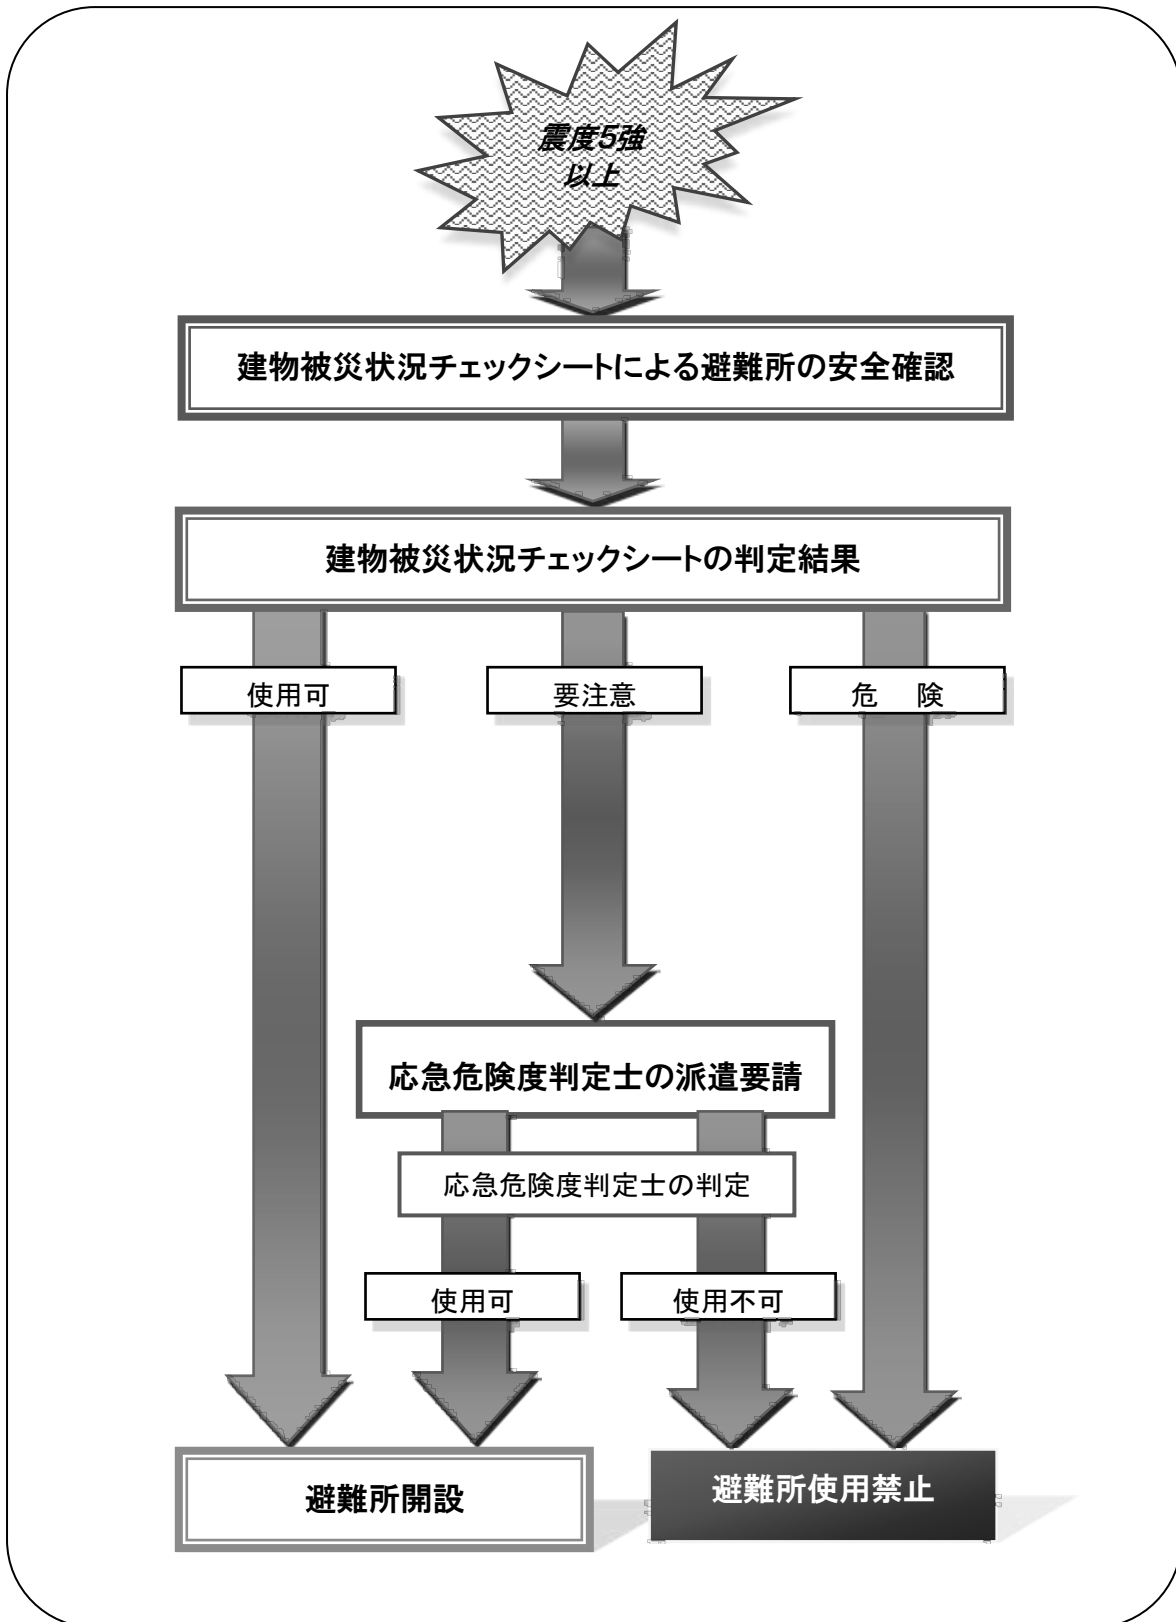 震度5強
以上
建物被災状況チェックシートによる避難所の安全確認
建物被災状況チェックシートの判定結果
使用可
要注意
危　険
応急危険度判定士の派遣要請
応急危険度判定士の判定
使用可
使用不可
避難所開設
避難所使用禁止